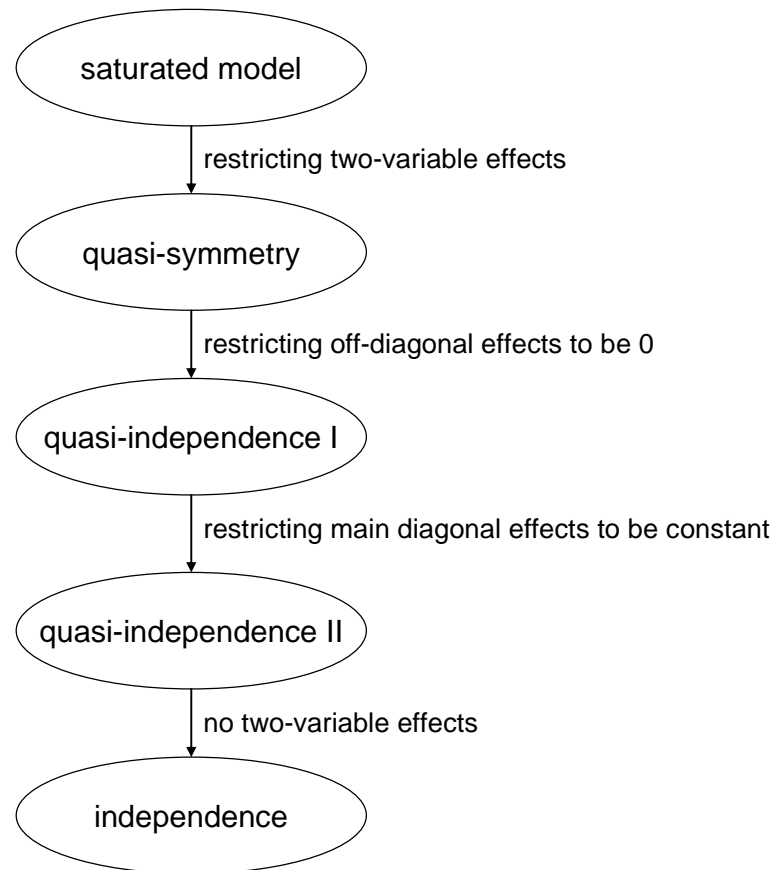 saturated model
restricting two-variable effects
quasi-symmetry
restricting off-diagonal effects to be 0
quasi-independence I
restricting main diagonal effects to be constant
quasi-independence II
no two-variable effects
independence